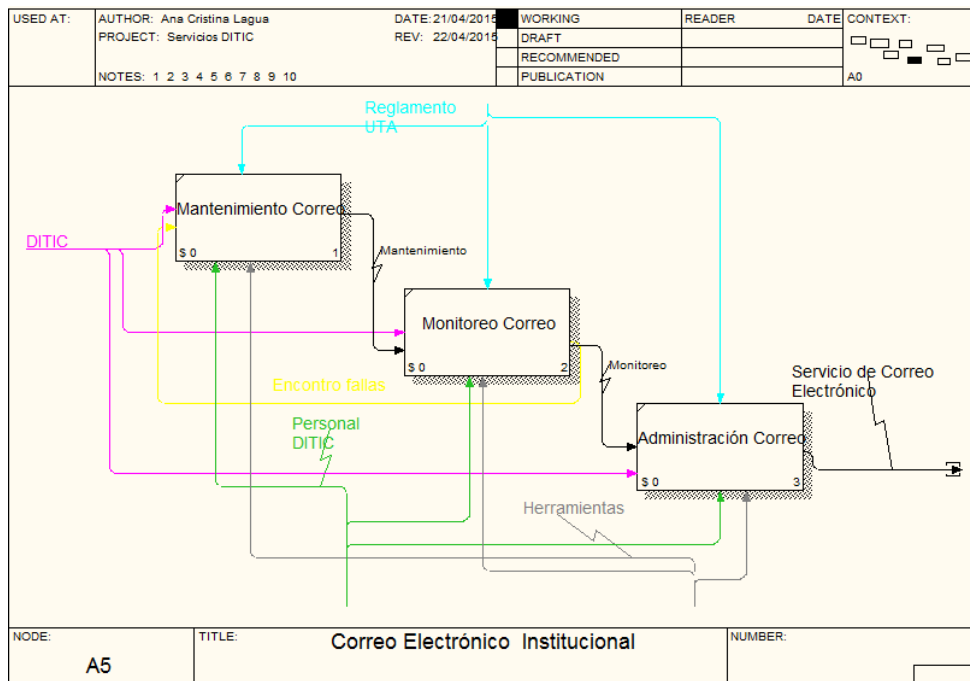 USED AT:
AUTHOR: Ana Cristina Lagua
DATE: 21/04/2015
WORKING
READER
DATE
CONTEXT:
PROJECT: Servicios DITIC
REV: 22/04/2015
DRAFT
RECOMMENDED
NOTES: 1 2 3 4 5 6 7 8 9 10
PUBLICATION
A0
Reglamento
UTA
Mantenimiento Correo
DITIC
$ 0
1
Mantenimiento
Monitoreo Correo
$ 0
2
Monitoreo
Encontro fallas
Servicio de Correo
Electrónico
Personal
DITIC
Administración Correo
$ 0
3
Herramientas
NODE:
TITLE:
Correo Electrónico Institucional
NUMBER:
A5